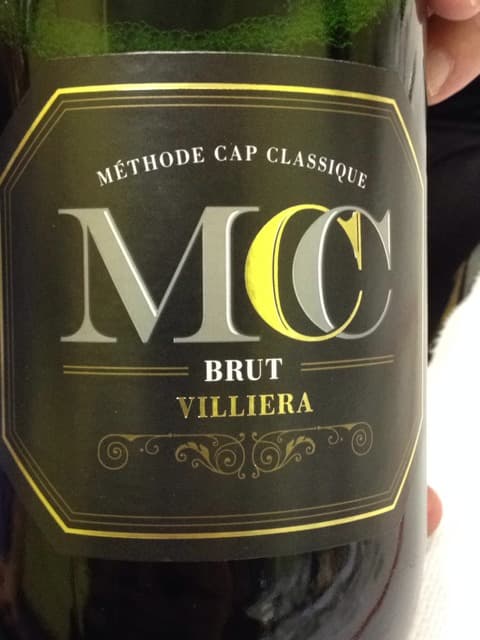 MÉTHODE CAP CLASSIQUE
MCC
BRUT
VILLIERA